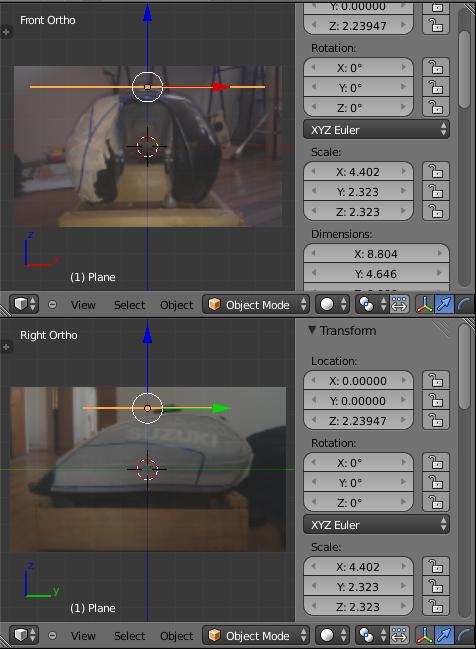 Front Ortho
Y: 0.00000
Z: 2.23947
Rotation:
X: 0°
Y: 0°
Z: 0°
XYZ Euler
Scale:
X: 4.402
Y: 2.323
Z: 2.323
Dimensions:
X: 8.804
Y: 4.646
z
x
(1) Plane
View Select Object Object Mode
Right Ortho
SUZUKI
Transform
Location:
X: 0.00000
Y: 0.00000
Z: 2.23947
Rotation:
X: 0°
Y: 0°
Z: 0°
XYZ Euler
Scale:
X: 4.402
Y: 2.323
Z: 2.323
z
y
(1) Plane
View Select Object Object Mode